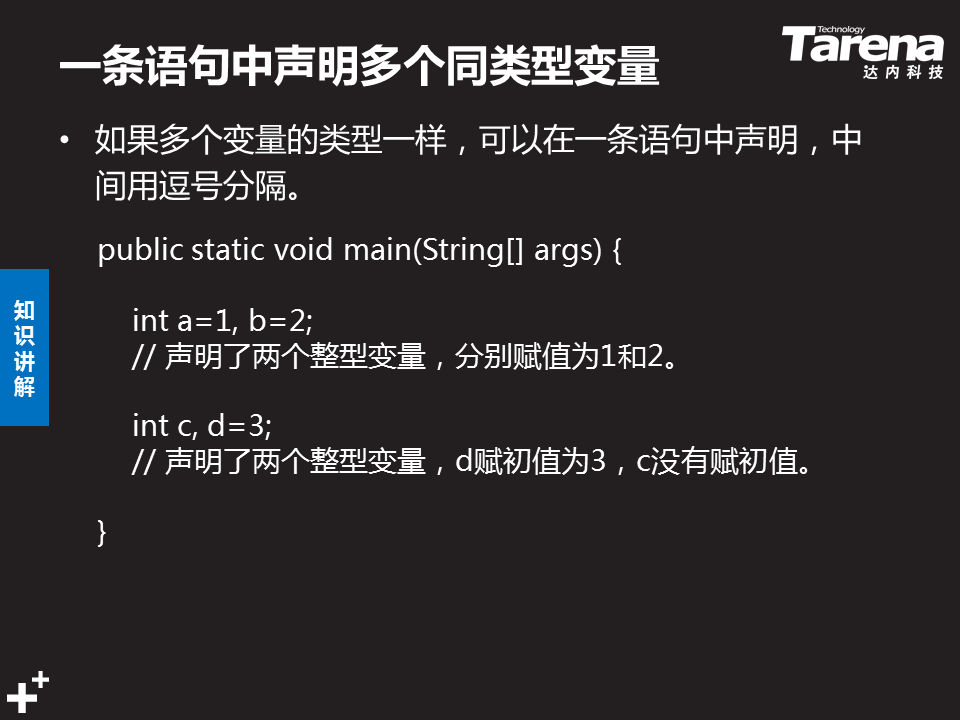 一条语句中声明多个同类型变量
Technology
Tarena
达内科技
• 如果多个变量的类型一样，可以在一条语句中声明，中
间用逗号分隔。
public static void main(String[] args) {
int a=1, b=2;
// 声明了两个整型变量，分别赋值为1和2。
int c, d=3;
// 声明了两个整型变量，d赋初值为3，c没有赋初值。
}
知
识
讲
解